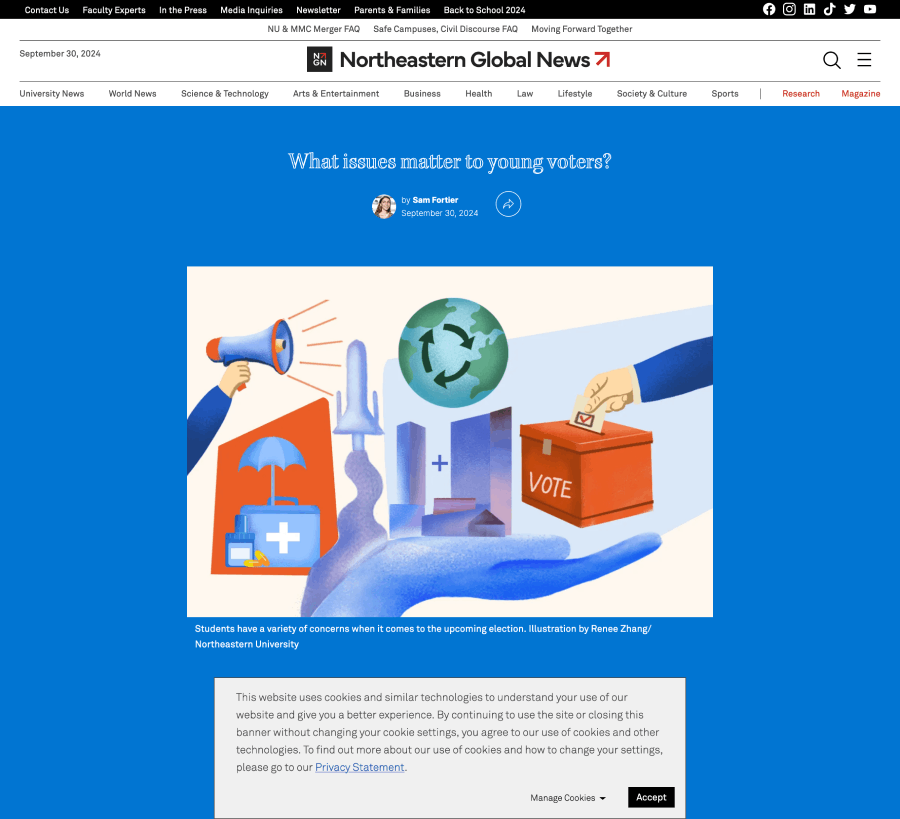 Contact Us Faculty Experts In the Press Media Inquiries Newsletter Parents & Families Back to School 2024
NU & MMC Merger FAQ Safe Campuses, Civil Discourse FAQ Moving Forward Together
September 30, 2024
N GN
Northeastern Global News
University News World News Science & Technology Arts & Entertainment Business Health Law Lifestyle Society & Culture Sports | Research Magazine
What issues matter to young voters?
by Sam Fortier
September 30, 2024
VOTE
Students have a variety of concerns when it comes to the upcoming election. Illustration by Renee Zhang/
Northeastern University
This website uses cookies and similar technologies to understand your use of our
website and give you a better experience. By continuing to use the site or closing this
banner without changing your cookie settings, you agree to our use of cookies and other
technologies. To find out more about our use of cookies and how to change your settings,
please go to our Privacy Statement.
Manage Cookies Accept